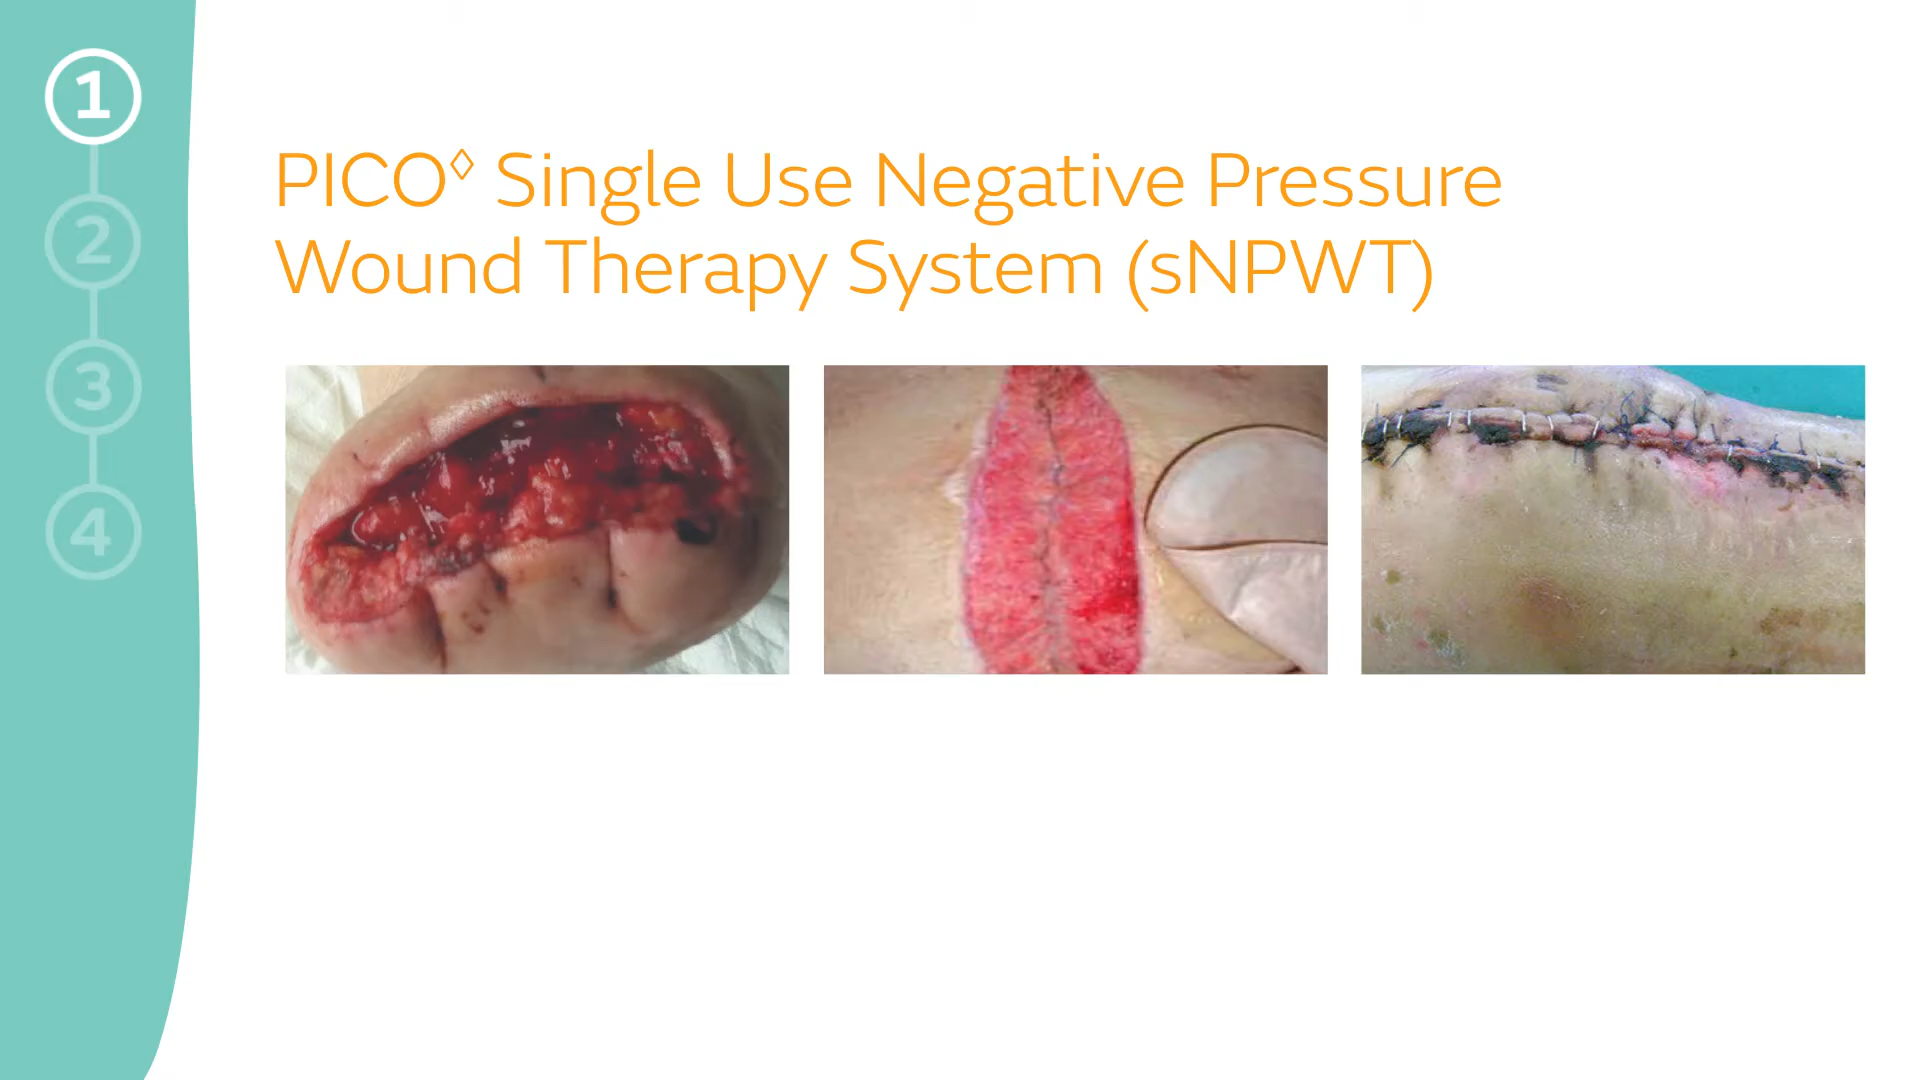 1
2
3
4
PICO◊ Single Use Negative Pressure
Wound Therapy System (sNPWT)